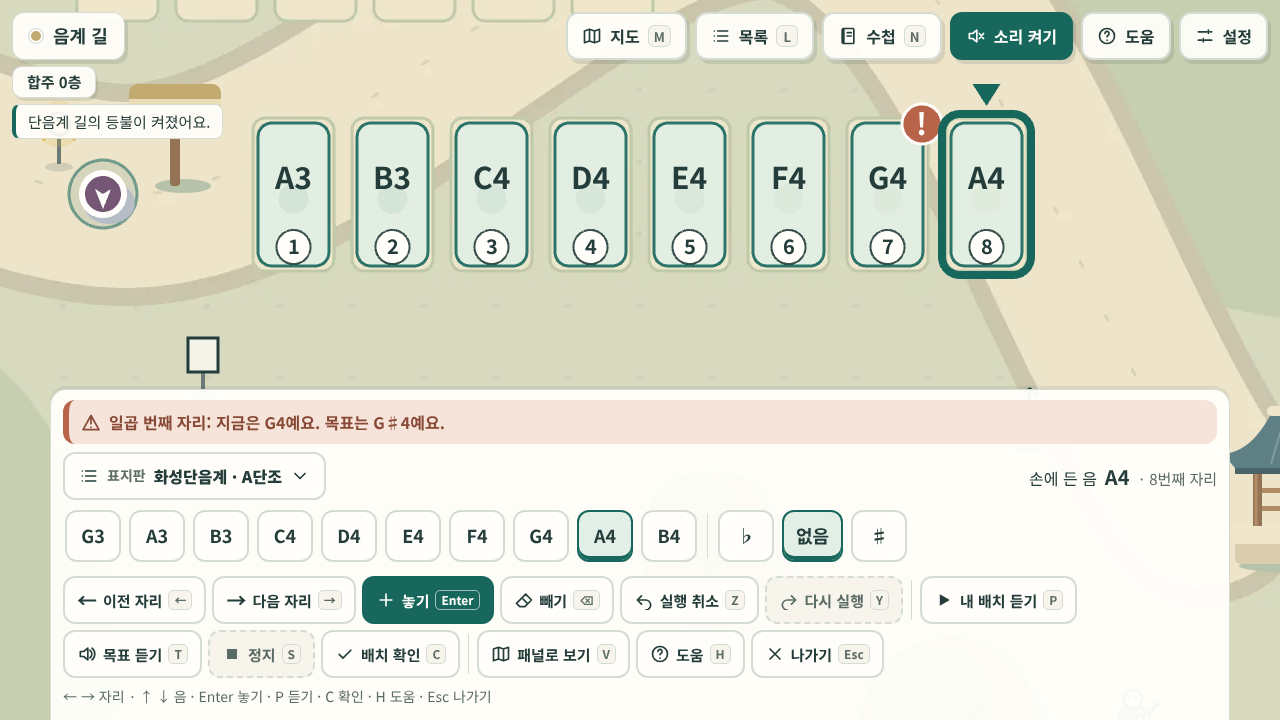 음계 길
지도 M
목록 L
수첩 N
소리 켜기
도움
설정
합주 0층
단음계 길의 등불이 켜졌어요.
A3 B3 C4 D4 E4 F4 G4 ! A4
1 2 3 4 5 6 7 8
일곱 번째 자리: 지금은 G4예요. 목표는 G♯4예요.
표지판 화성단음계 · A단조
손에 든 음 A4 · 8번째 자리
G3 A3 B3 C4 D4 E4 F4 G4 A4 B4 ♭ 없음 ♯
← 이전 자리 ← → 다음 자리 → + 놓기 Enter 빼기 ⌫ 실행 취소 Z 다시 실행 Y 내 배치 듣기 P
목표 듣기 T 정지 S 배치 확인 C 패널로 보기 V 도움 H 나가기 Esc
← → 자리 · ↑ ↓ 음 · Enter 놓기 · P 듣기 · C 확인 · H 도움 · Esc 나가기